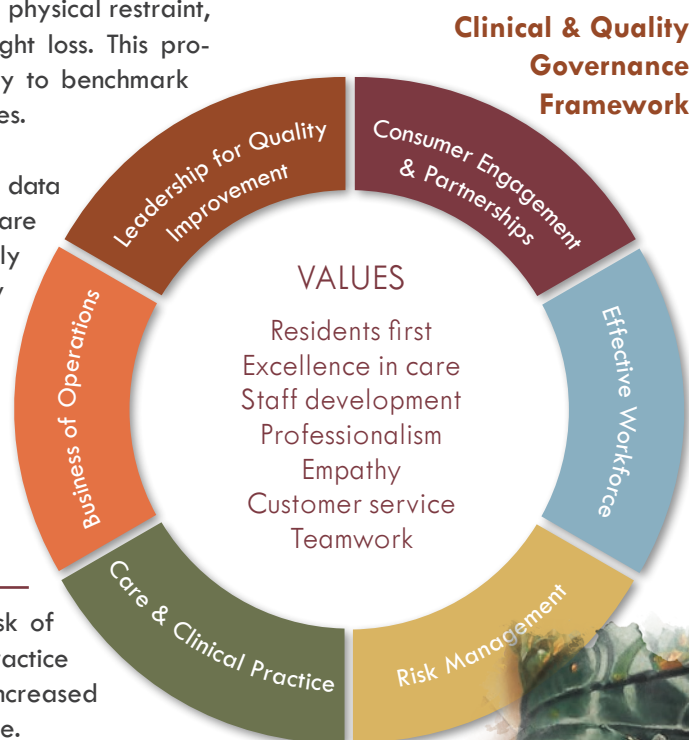 physical restraint,
ght loss. This pro-
y to benchmark
es.
data
are
ly
sk of
actice
ncreased
e.
Clinical & Quality
Governance
Framework
Leadership for Quality
Improvement
Consumer Engagement
& Partnerships
Effective Workforce
Risk Management
Care & Clinical Practice
Business of Operations
VALUES
Residents first
Excellence in care
Staff development
Professionalism
Empathy
Customer service
Teamwork